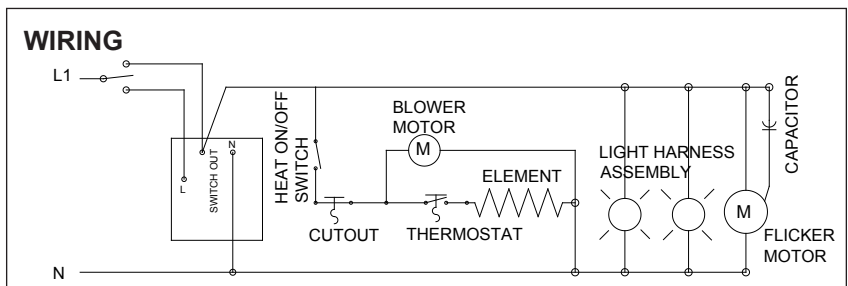 WIRING
L1
L
SWITCH OUT
N
HEAT ON/OFF
SWITCH
BLOWER
MOTOR
M
CUTOUT
THERMOSTAT
ELEMENT
LIGHT HARNESS
ASSEMBLY
CAPACITOR
M
FLICKER
MOTOR
N